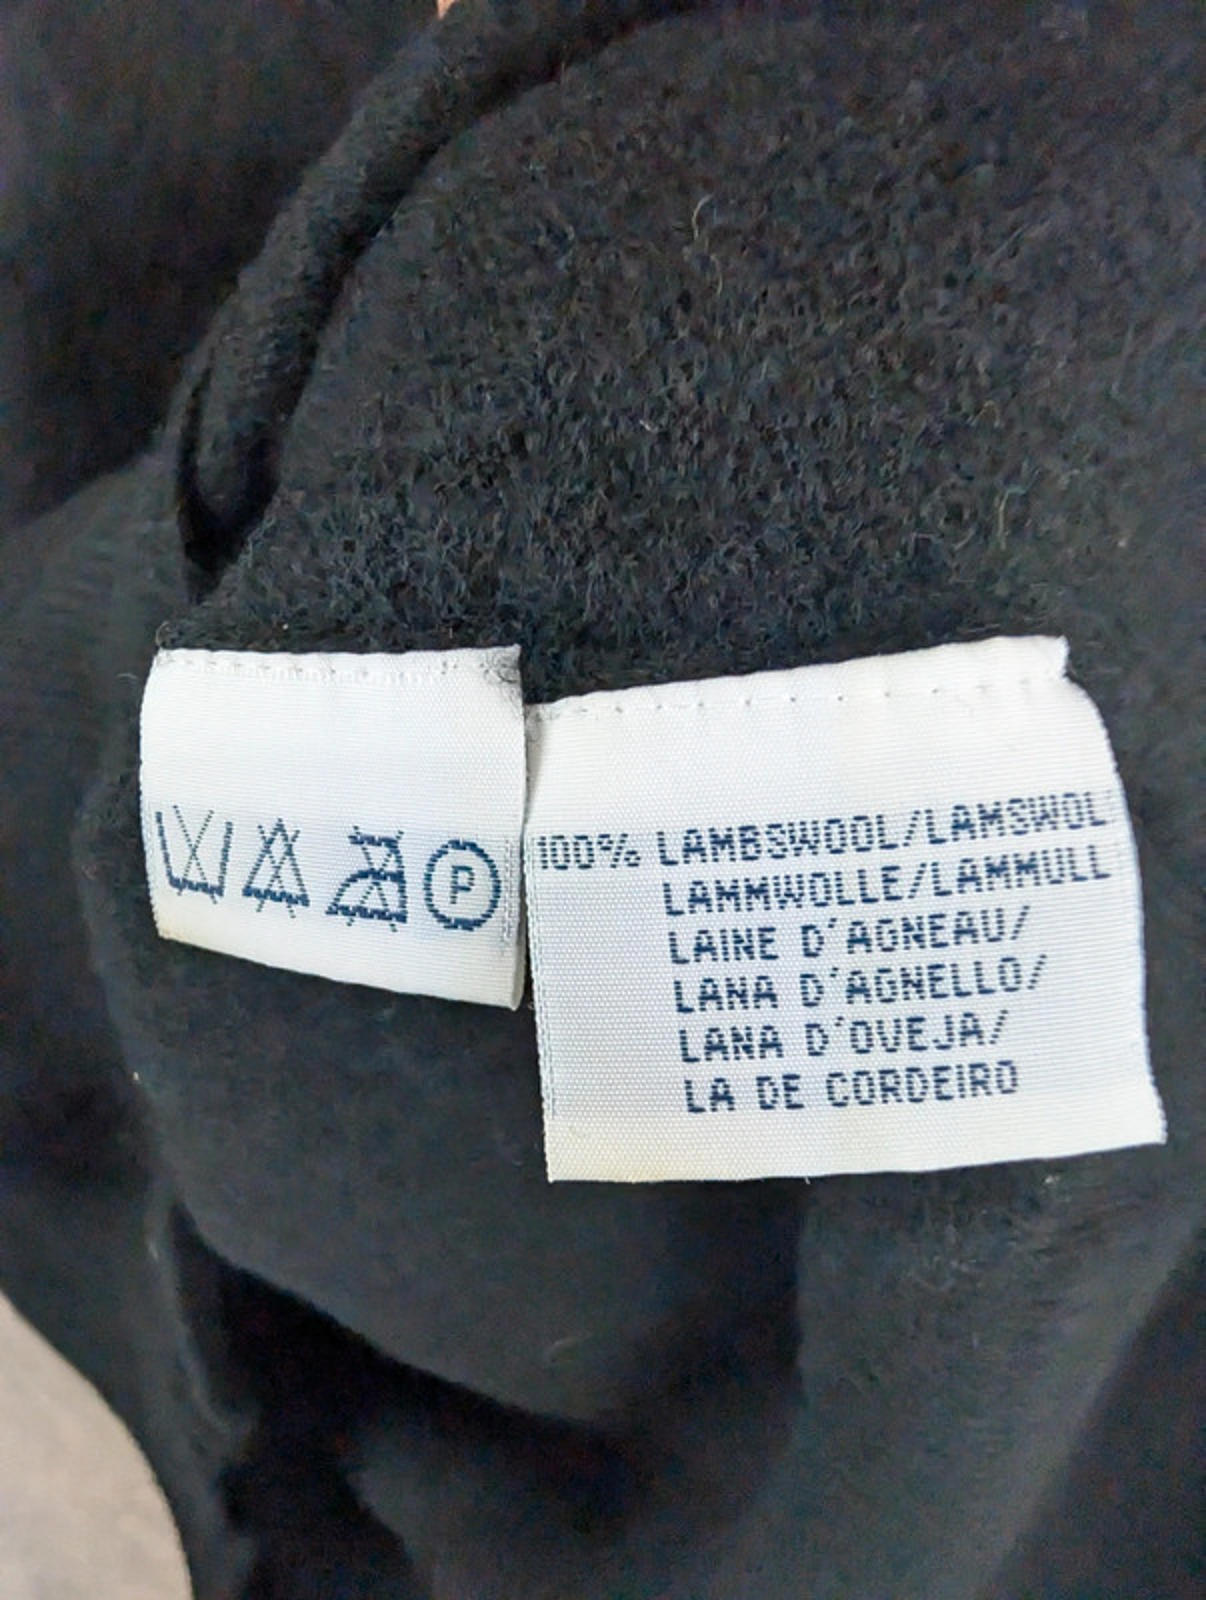 P
100% LAMBSWOOL/LAMSWOL
LAMMWOLLE/LAMMULL
LAINE D'AGNEAU/
LANA D'AGNELLO/
LANA D'OVEJA/
LA DE CORDEIRO